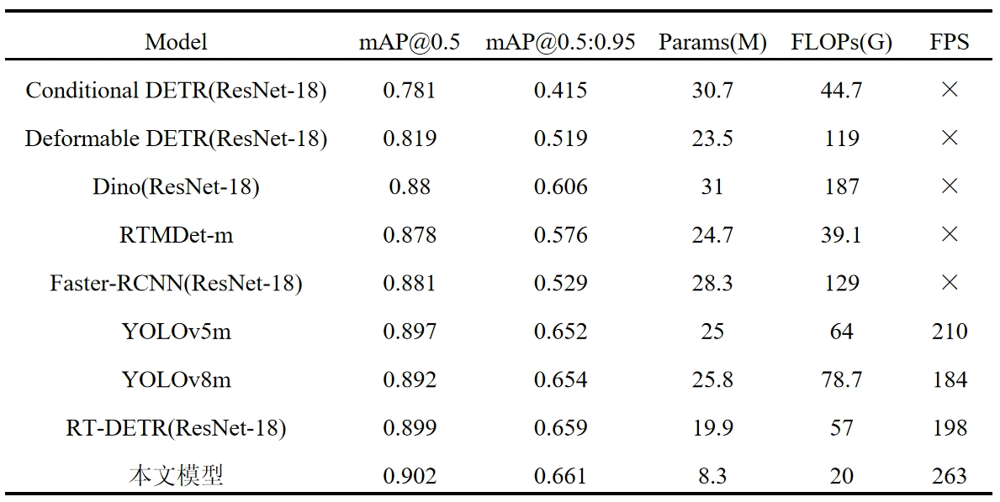 Model mAP@0.5 mAP@0.5:0.95 Params(M) FLOPs(G) FPS
Conditional DETR(ResNet-18) 0.781 0.415 30.7 44.7 ×
Deformable DETR(ResNet-18) 0.819 0.519 23.5 119 ×
Dino(ResNet-18) 0.88 0.606 31 187 ×
RTMDet-m 0.878 0.576 24.7 39.1 ×
Faster-RCNN(ResNet-18) 0.881 0.529 28.3 129 ×
YOLOv5m 0.897 0.652 25 64 210
YOLOv8m 0.892 0.654 25.8 78.7 184
RT-DETR(ResNet-18) 0.899 0.659 19.9 57 198
本文模型 0.902 0.661 8.3 20 263